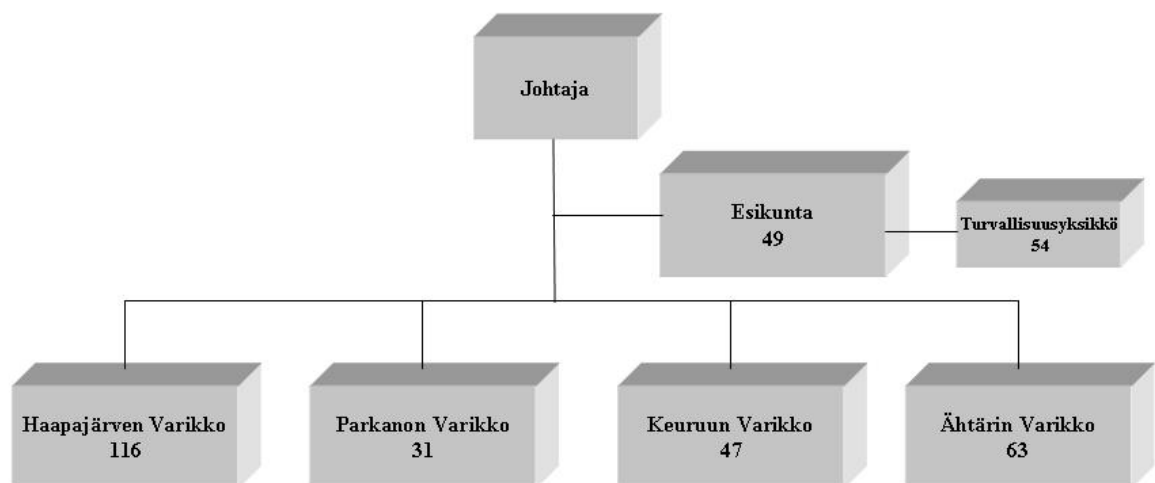 Johtaja
Esikunta
49
Turvallisuusyksikkö
54
Haapajärven Varikko
116
Parkanon Varikko
31
Keuruun Varikko
47
Ähtärin Varikko
63